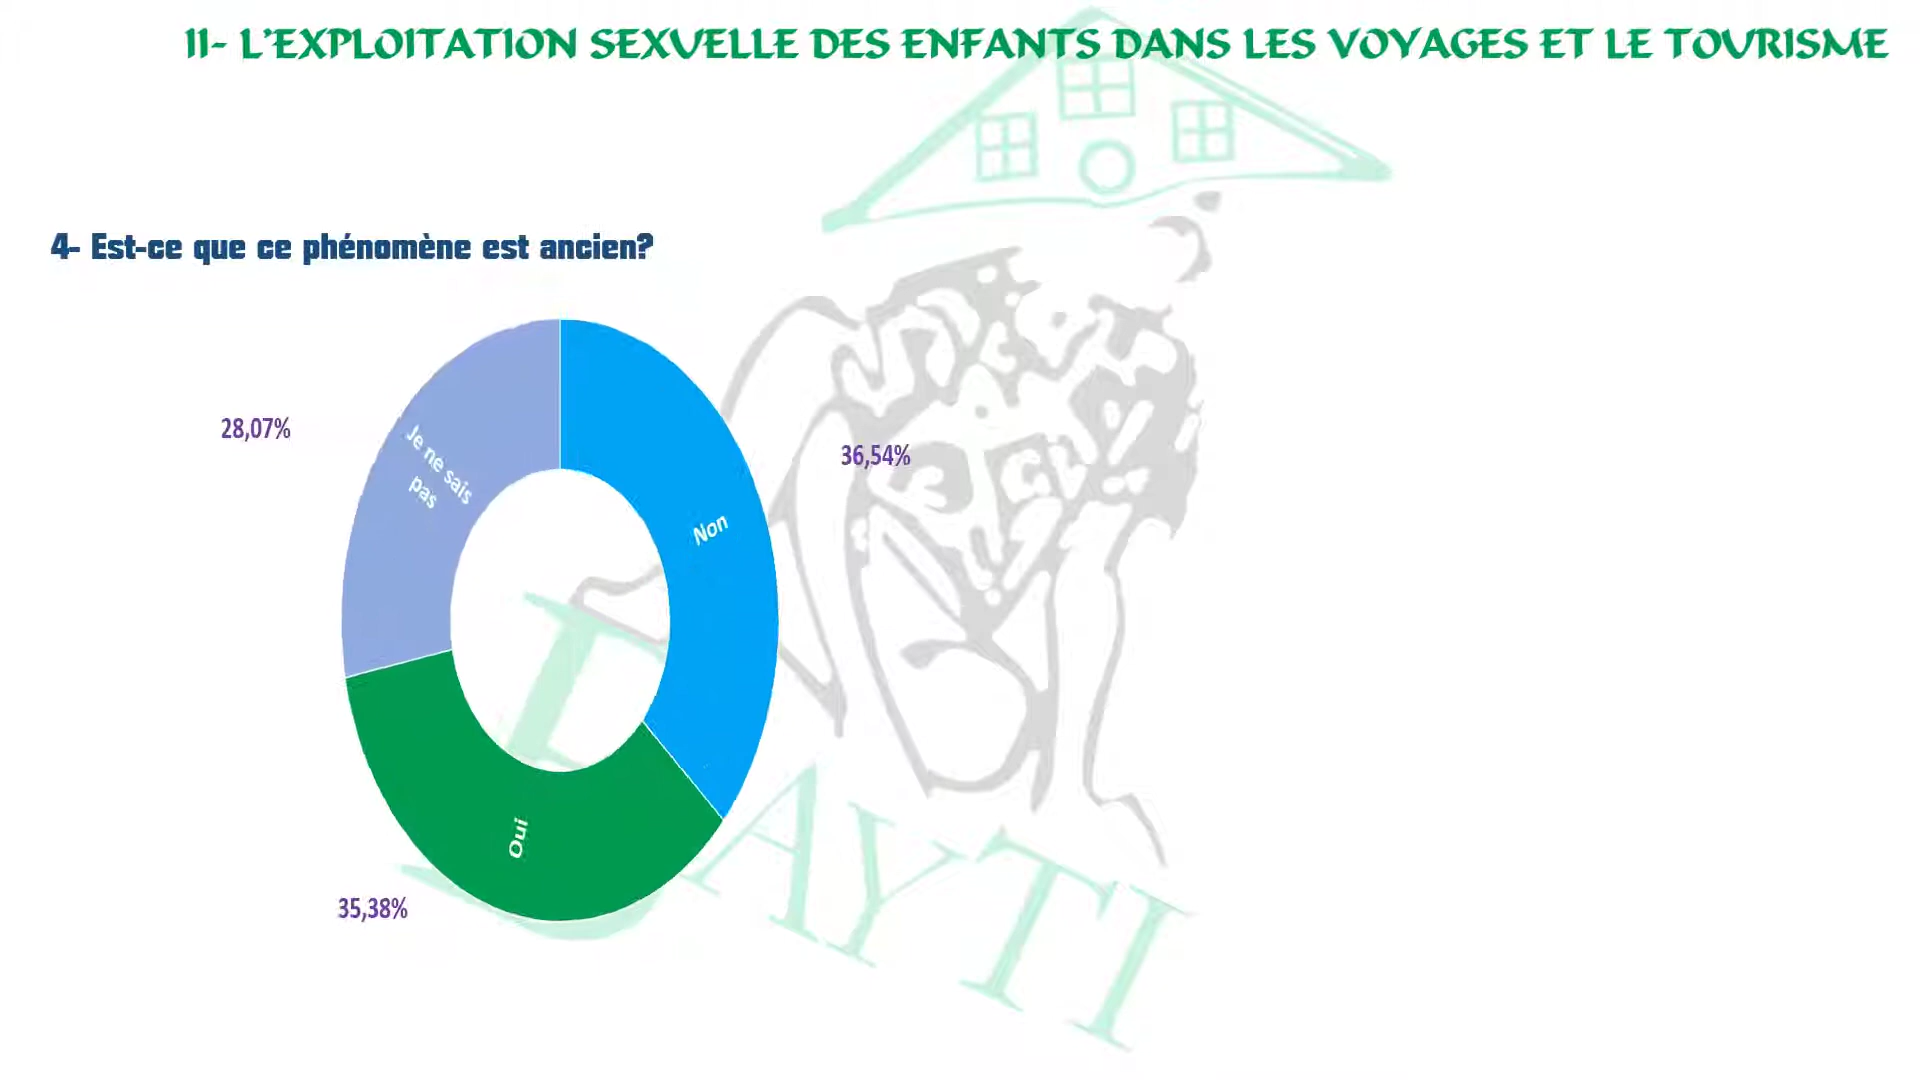 II- L'EXPLOITATION SEXUELLE DES ENFANTS DANS LES VOYAGES ET LE TOURISME
4- Est-ce que ce phénomène est ancien?
28,07%
Je ne sais
pas
36,54%
Non
Oui
35,38%
BAYTI